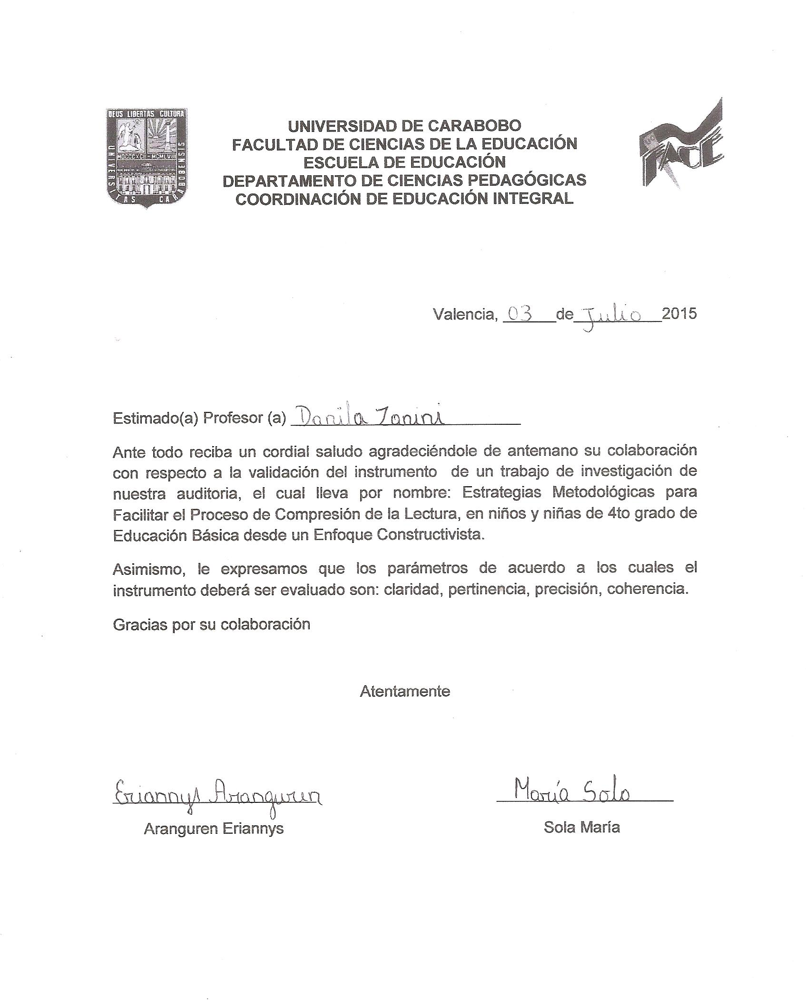 DEUS LIBERTAS CULTURA
UNIVERSITAS CARABOBENSIS
MDCCCXCII - MCMLVIII
FACE
UNIVERSIDAD DE CARABOBO
FACULTAD DE CIENCIAS DE LA EDUCACIÓN
ESCUELA DE EDUCACIÓN
DEPARTAMENTO DE CIENCIAS PEDAGÓGICAS
COORDINACIÓN DE EDUCACIÓN INTEGRAL
Valencia, 03 de Julio 2015
Estimado(a) Profesor (a) Danila Zanini
Ante todo reciba un cordial saludo agradeciéndole de antemano su colaboración
con respecto a la validación del instrumento de un trabajo de investigación de
nuestra auditoria, el cual lleva por nombre: Estrategias Metodológicas para
Facilitar el Proceso de Compresión de la Lectura, en niños y niñas de 4to grado de
Educación Básica desde un Enfoque Constructivista.
Asimismo, le expresamos que los parámetros de acuerdo a los cuales el
instrumento deberá ser evaluado son: claridad, pertinencia, precisión, coherencia.
Gracias por su colaboración
Atentamente
Eriannys Aranguren María Sola
Aranguren Eriannys Sola María